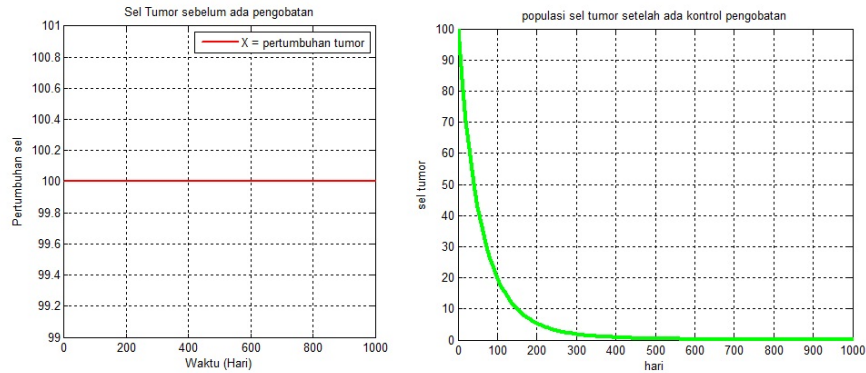 Sel Tumor sebelum ada pengobatan
101
100.8
100.6
100.4
100.2
100
99.8
99.6
99.4
99.2
99
X = pertumbuhan tumor
Pertumbuhan sel
0 200 400 600 800 1000
Waktu (Hari)
populasi sel tumor setelah ada kontrol pengobatan
100
90
80
70
60
50
40
30
20
10
0
sel tumor
0 100 200 300 400 500 600 700 800 900 1000
hari